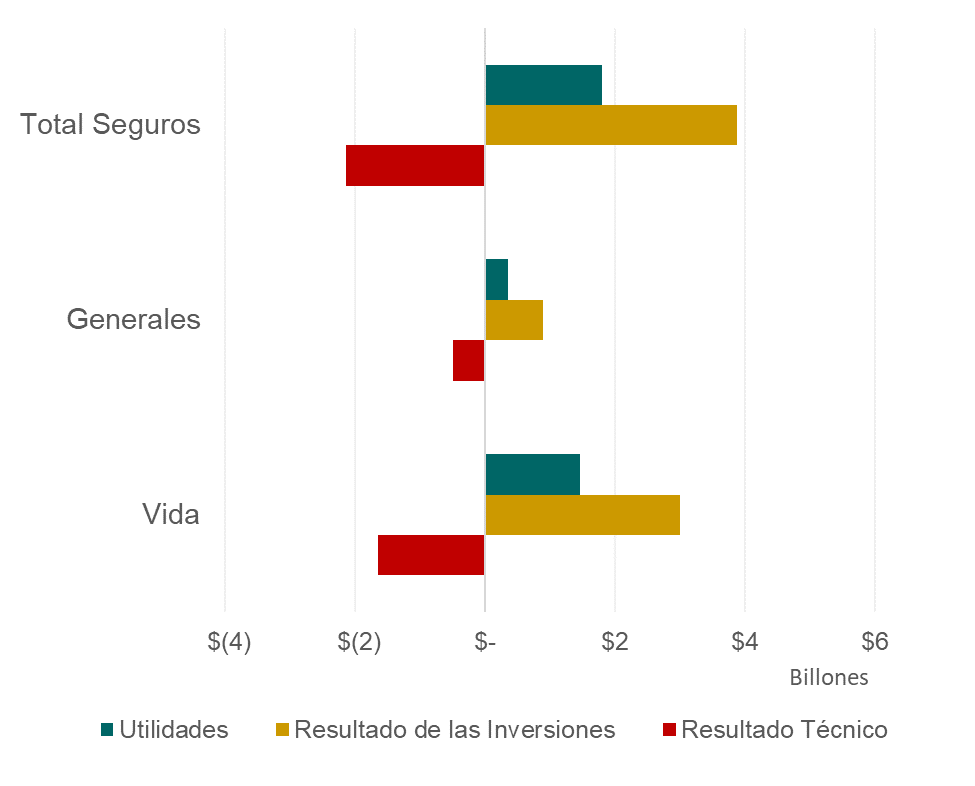 Total Seguros
Generales
Vida
$(4) $(2) $- $2 $4 $6
Billones
Utilidades Resultado de las Inversiones Resultado Técnico